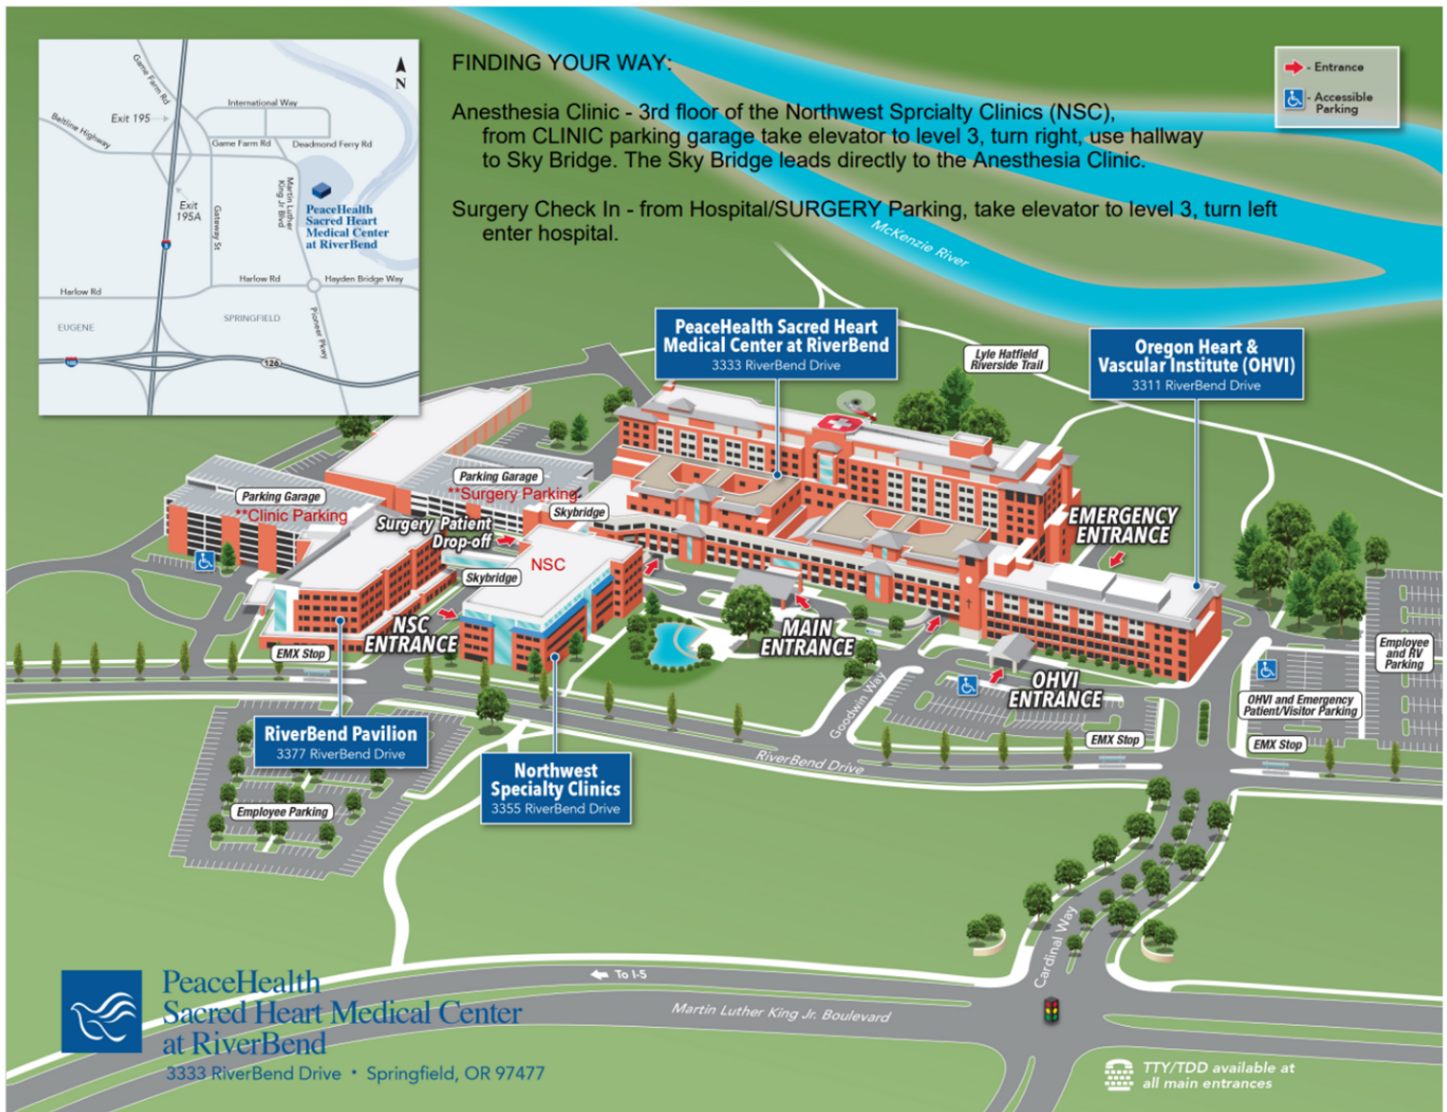 FINDING YOUR WAY:
Anesthesia Clinic - 3rd floor of the Northwest Sprcialty Clinics (NSC),
from CLINIC parking garage take elevator to level 3, turn right, use hallway
to Sky Bridge. The Sky Bridge leads directly to the Anesthesia Clinic.
Surgery Check In - from Hospital/SURGERY Parking, take elevator to level 3, turn left
enter hospital.
- Entrance
- Accessible
Parking
N
Game Farm Rd
International Way
Exit 195
Beltline Highway
Game Farm Rd
Deadmond Ferry Rd
Exit
195A
Gateway St
Martin Luther
King Jr Blvd
PeaceHealth
Sacred Heart
Medical Center
at RiverBend
Harlow Rd
Hayden Bridge Way
Harlow Rd
EUGENE
SPRINGFIELD
Pioneer Pkwy
126
McKenzie River
PeaceHealth Sacred Heart
Medical Center at RiverBend
3333 RiverBend Drive
Lyle Hatfield
Riverside Trail
Oregon Heart &
Vascular Institute (OHVI)
3311 RiverBend Drive
Parking Garage
**Clinic Parking
Parking Garage
**Surgery Parking
Skybridge
Surgery Patient
Drop-off
Skybridge
NSC
NSC
ENTRANCE
EMERGENCY
ENTRANCE
MAIN
ENTRANCE
OHVI
ENTRANCE
EMX Stop
Employee
and RV
Parking
OHVI and Emergency
Patient/Visitor Parking
EMX Stop
EMX Stop
Goodwin Way
RiverBend Drive
RiverBend Pavilion
3377 RiverBend Drive
Northwest
Specialty Clinics
3355 RiverBend Drive
Employee Parking
Cardinal Way
To I-5
Martin Luther King Jr. Boulevard
PeaceHealth
Sacred Heart Medical Center
at RiverBend
3333 RiverBend Drive • Springfield, OR 97477
TTY/TDD available at
all main entrances